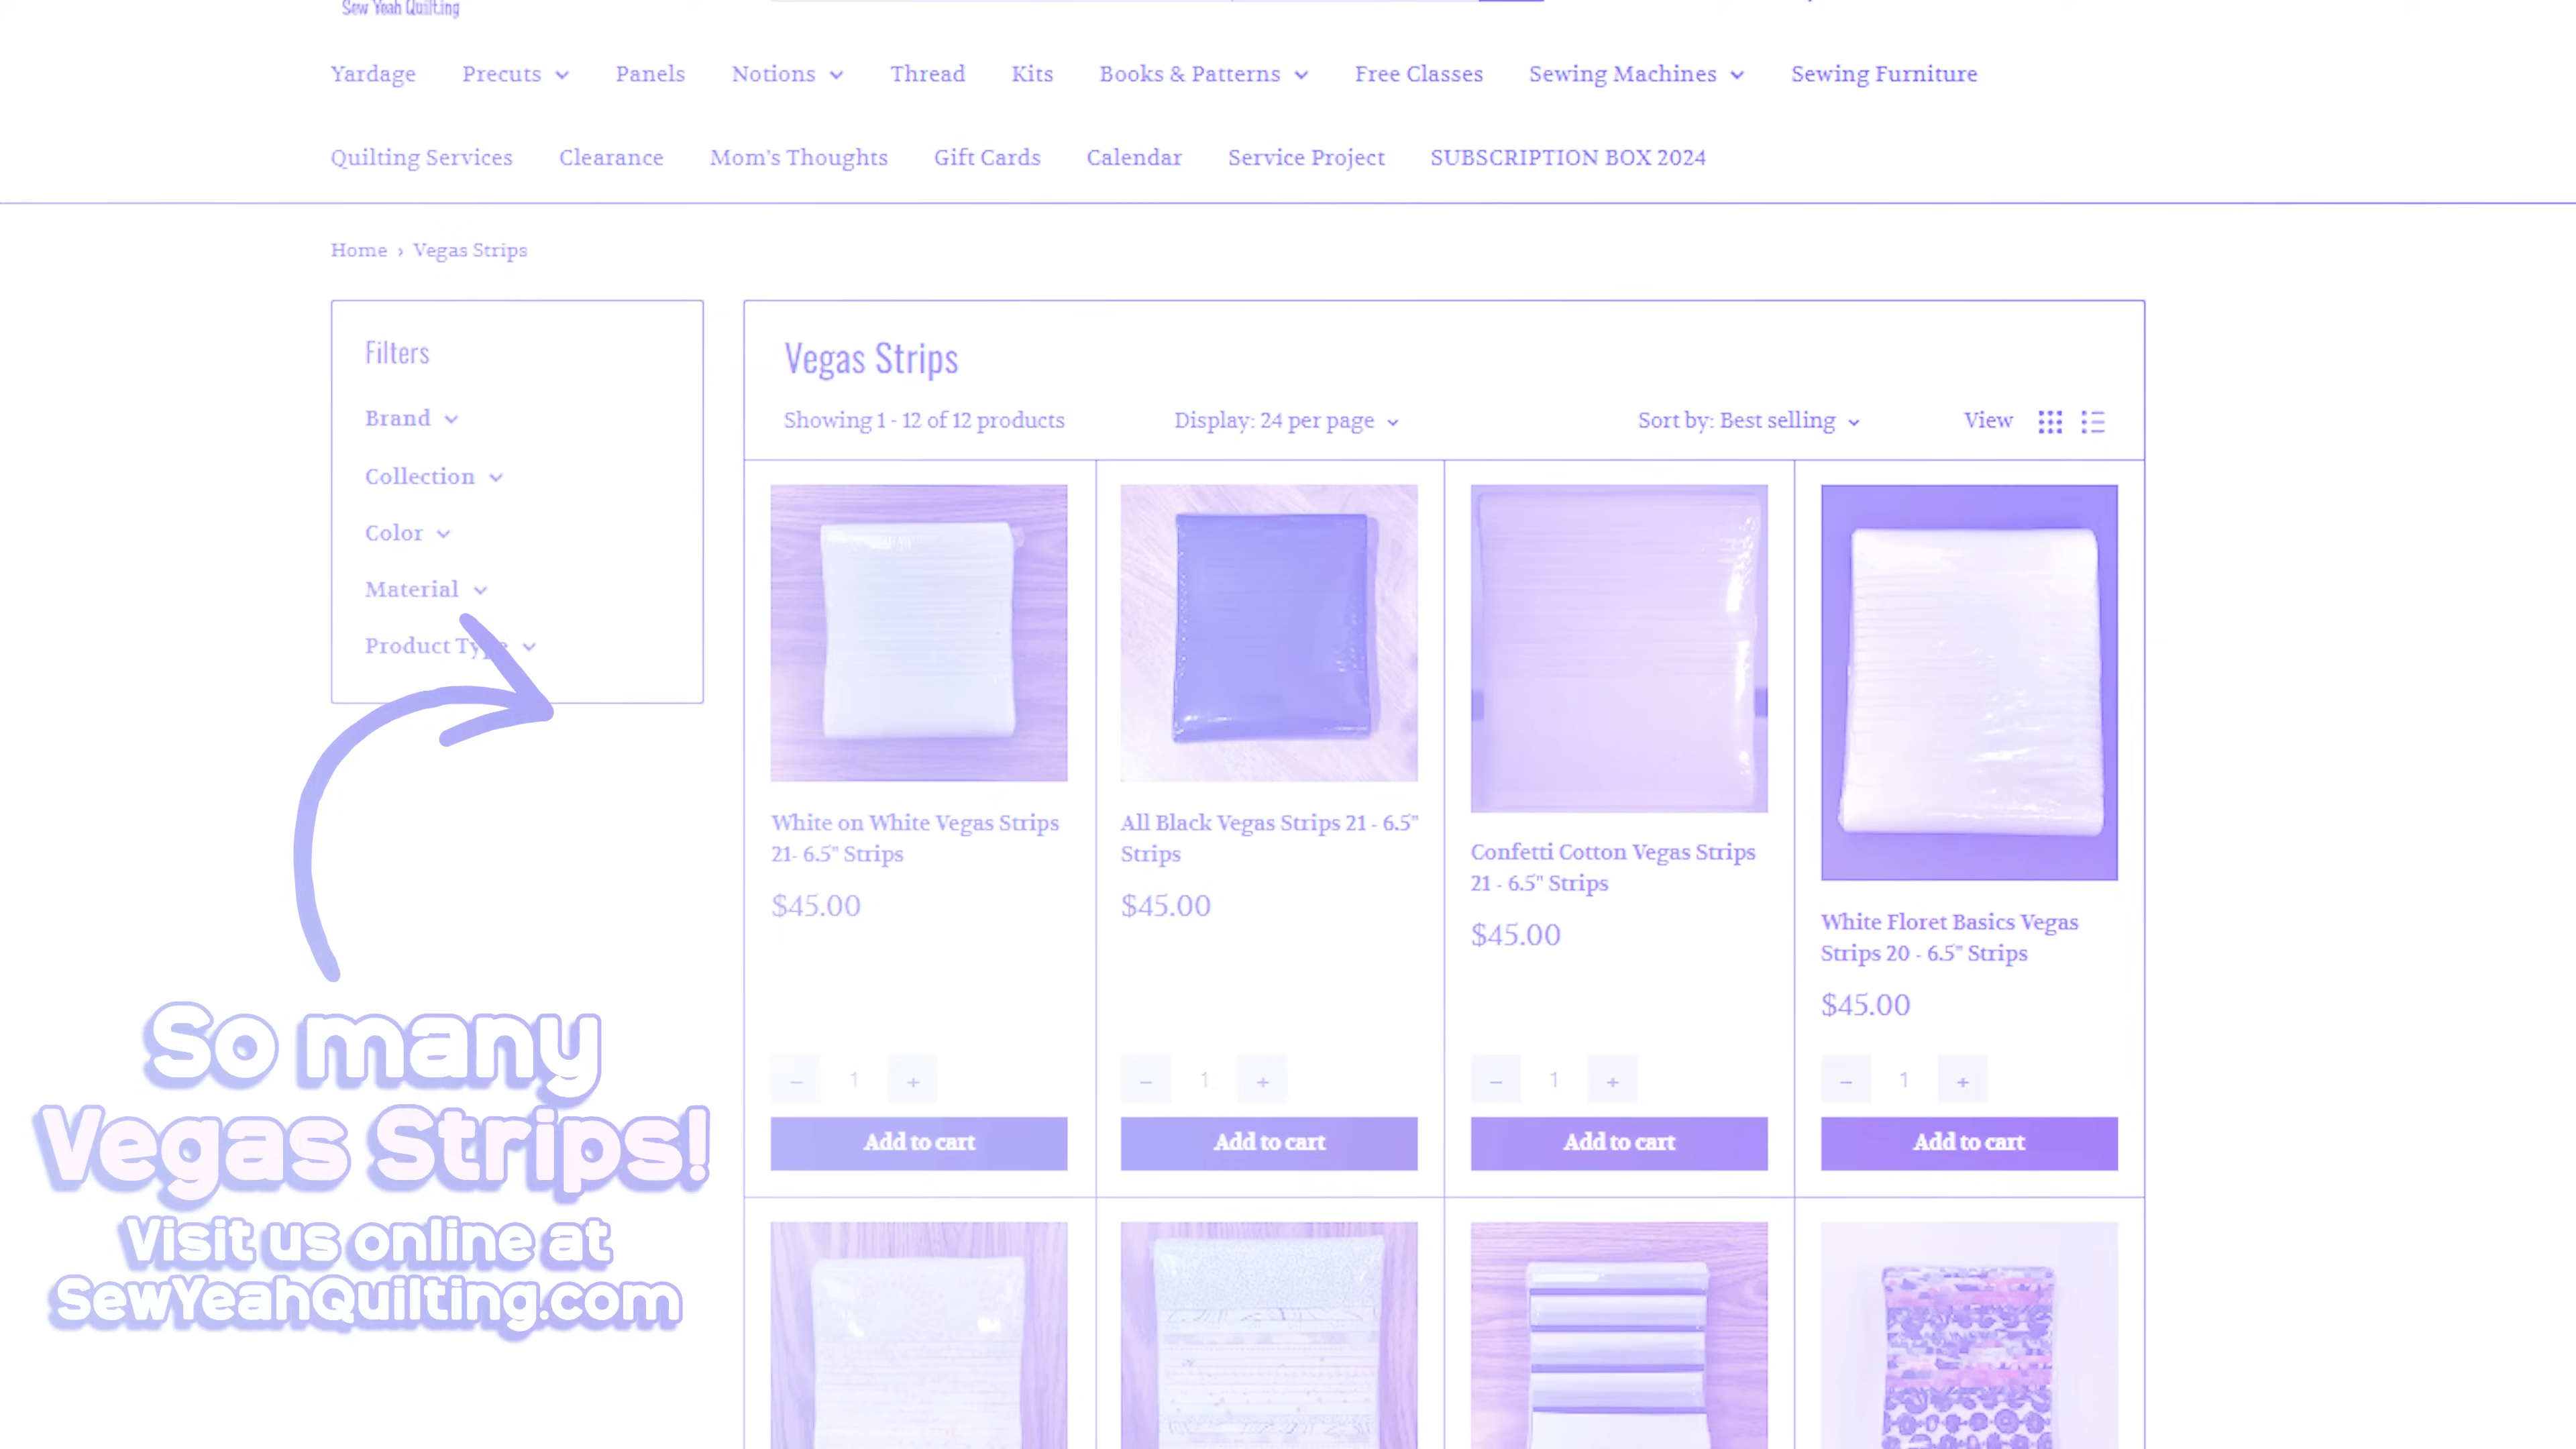 Sew Yeah Quilting
Yardage Precuts Panels Notions Thread Kits Books & Patterns Free Classes Sewing Machines Sewing Furniture
Quilting Services Clearance Mom's Thoughts Gift Cards Calendar Service Project SUBSCRIPTION BOX 2024
Home › Vegas Strips
Filters
Brand
Collection
Color
Material
Product Type
Vegas Strips
Showing 1 - 12 of 12 products Display: 24 per page Sort by: Best selling View
White on White Vegas Strips
21- 6.5" Strips
$45.00
- 1 +
Add to cart
All Black Vegas Strips 21 - 6.5"
Strips
$45.00
- 1 +
Add to cart
Confetti Cotton Vegas Strips
21 - 6.5" Strips
$45.00
- 1 +
Add to cart
White Floret Basics Vegas
Strips 20 - 6.5" Strips
$45.00
- 1 +
Add to cart
So many
Vegas Strips!
Visit us online at
SewYeahQuilting.com